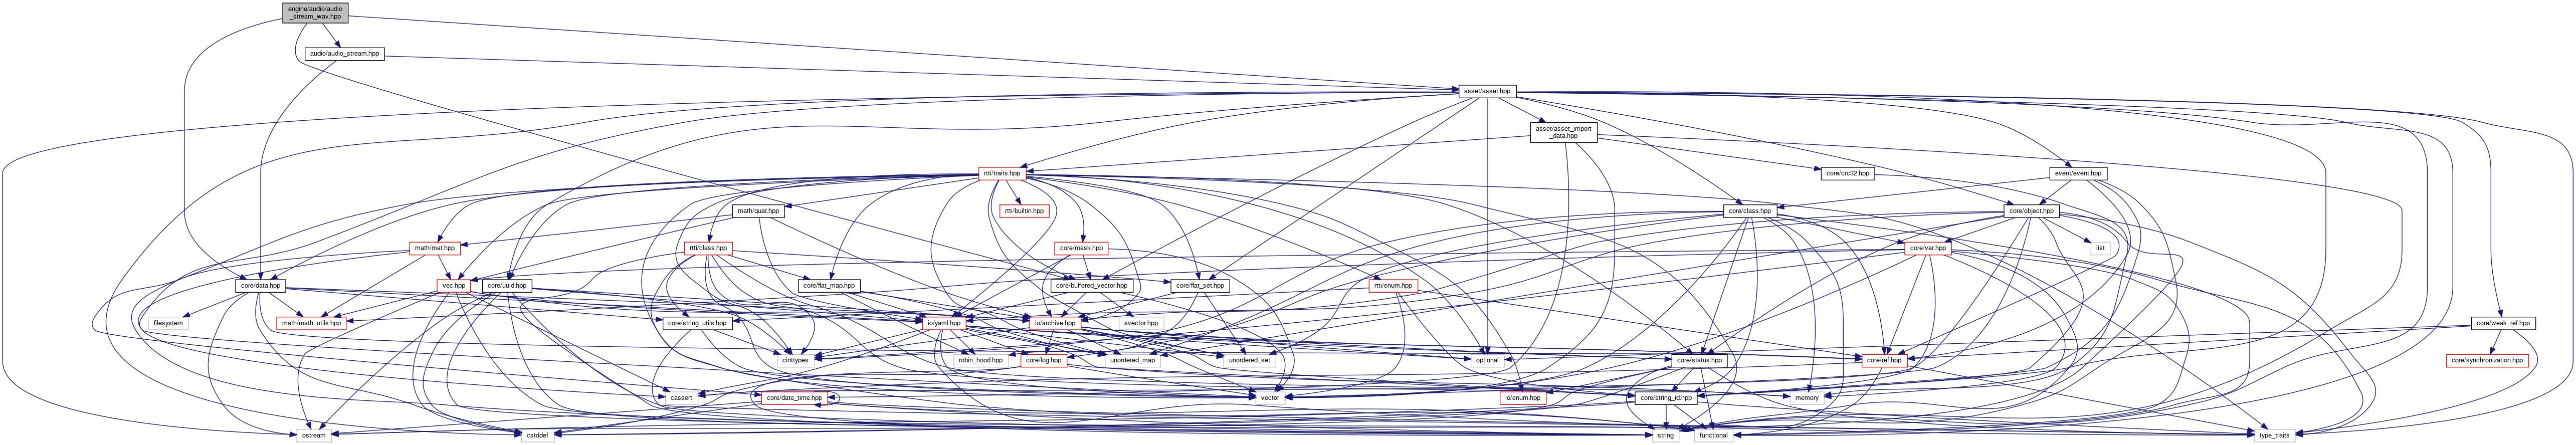 engine/audio/audio
_stream_wav.hpp
audio/audio_stream.hpp
asset/asset.hpp
asset/asset_import
_data.hpp
rtti/traits.hpp
core/crc32.hpp
event/event.hpp
math/quat.hpp
rtti/builtin.hpp
core/class.hpp
core/object.hpp
math/mat.hpp
rtti/class.hpp
core/mask.hpp
core/var.hpp
list
core/data.hpp
vec.hpp
core/uuid.hpp
core/flat_map.hpp
core/buffered_vector.hpp
core/flat_set.hpp
rtti/enum.hpp
filesystem
math/math_utils.hpp
core/string_utils.hpp
io/yaml.hpp
io/archive.hpp
svector.hpp
core/weak_ref.hpp
cinttypes
robin_hood.hpp
core/log.hpp
unordered_map
unordered_set
optional
core/status.hpp
core/ref.hpp
core/synchronization.hpp
cassert
core/date_time.hpp
vector
io/enum.hpp
core/string_id.hpp
memory
ostream
cstddef
string
functional
type_traits